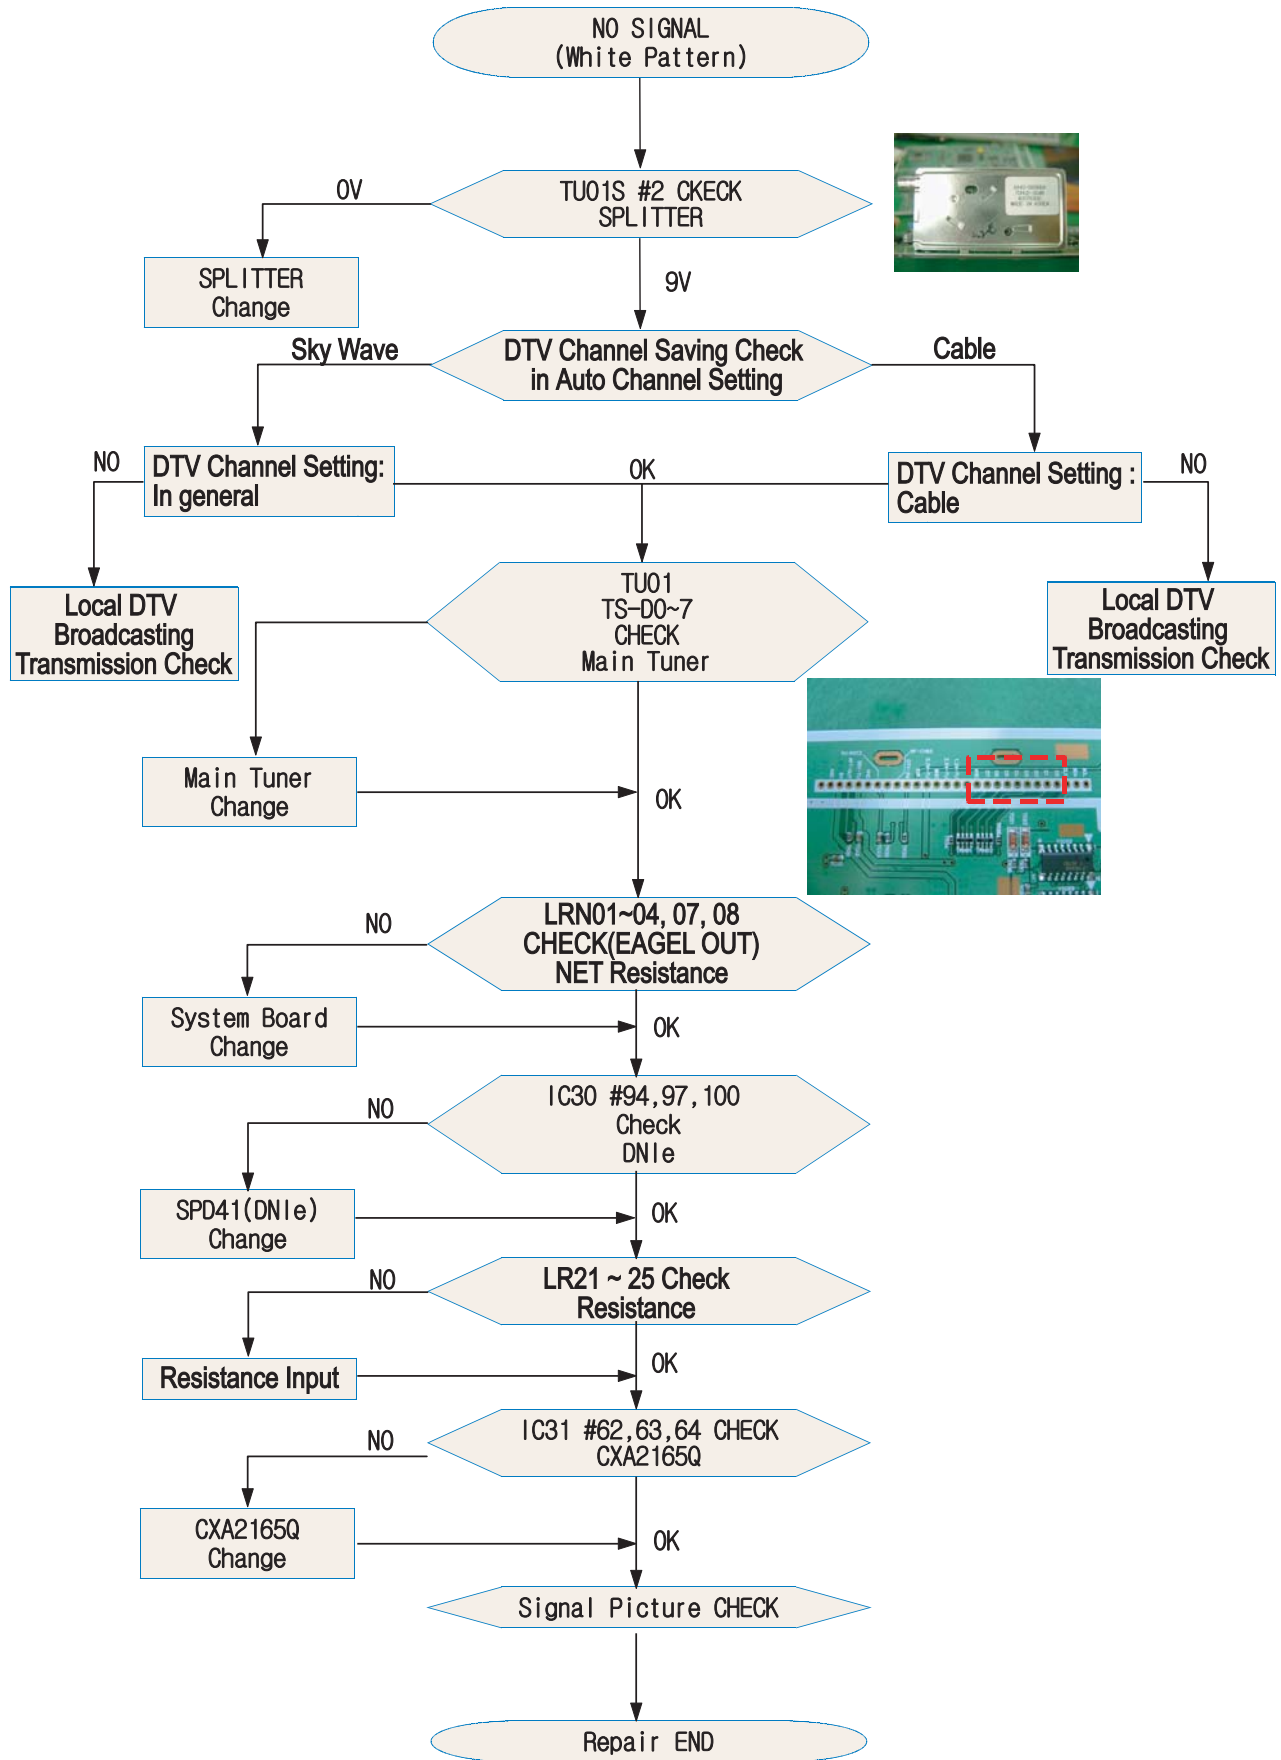 NO SIGNAL
(White Pattern)
0V
TU01S #2 CKECK
SPLITTER
SPLITTER
Change
9V
Sky Wave
DTV Channel Saving Check
in Auto Channel Setting
Cable
NO
DTV Channel Setting:
In general
OK
DTV Channel Setting :
Cable
NO
Local DTV
Broadcasting
Transmission Check
TU01
TS-D0~7
CHECK
Main Tuner
Local DTV
Broadcasting
Transmission Check
Main Tuner
Change
OK
NO
LRN01~04, 07, 08
CHECK(EAGEL OUT)
NET Resistance
System Board
Change
OK
NO
IC30 #94,97,100
Check
DNIe
SPD41(DNIe)
Change
OK
NO
LR21 ~ 25 Check
Resistance
Resistance Input
OK
NO
IC31 #62,63,64 CHECK
CXA2165Q
CXA2165Q
Change
OK
Signal Picture CHECK
Repair END